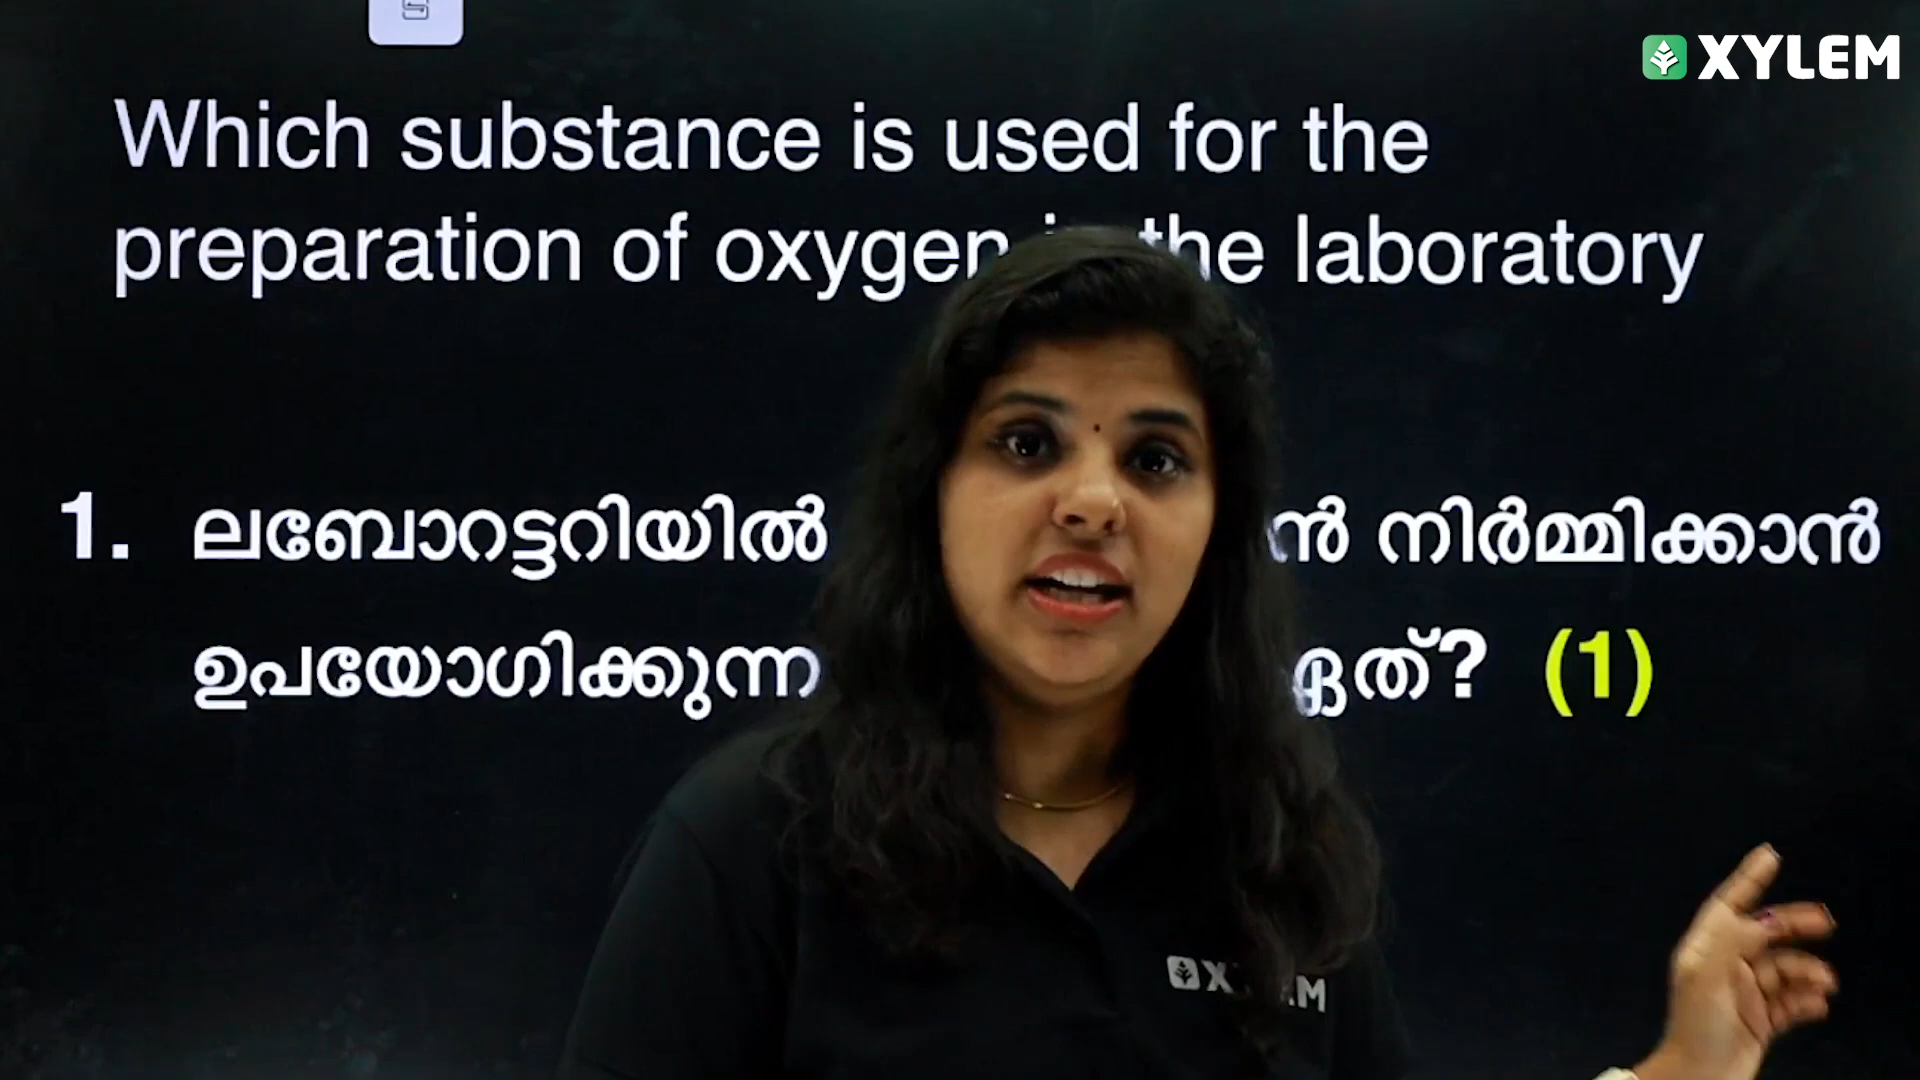 XYLEM
Which substance is used for the
preparation of oxygen the laboratory
1. ലബോറട്ടറിയിൽ നിർമ്മിക്കാൻ
ഉപയോഗിക്കുന്ന ഏത്? (1)